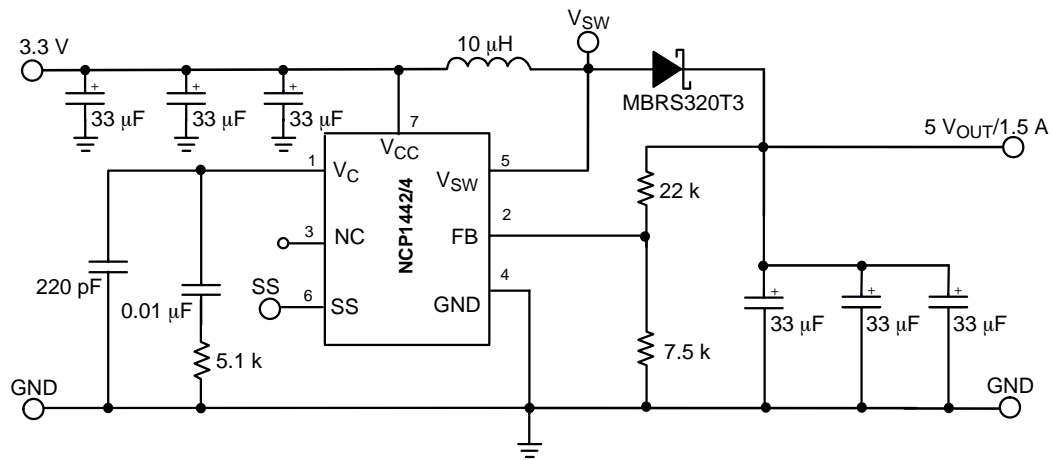 V_SW
3.3 V
10 μH
MBRS320T3
33 μF
33 μF
33 μF
5 V_OUT/1.5 A
7
V_CC
1
V_C
5
V_SW
22 k
NCP1442/4
2
FB
3
NC
220 pF
0.01 μF
SS
6
SS
4
GND
33 μF
33 μF
33 μF
7.5 k
5.1 k
GND
GND